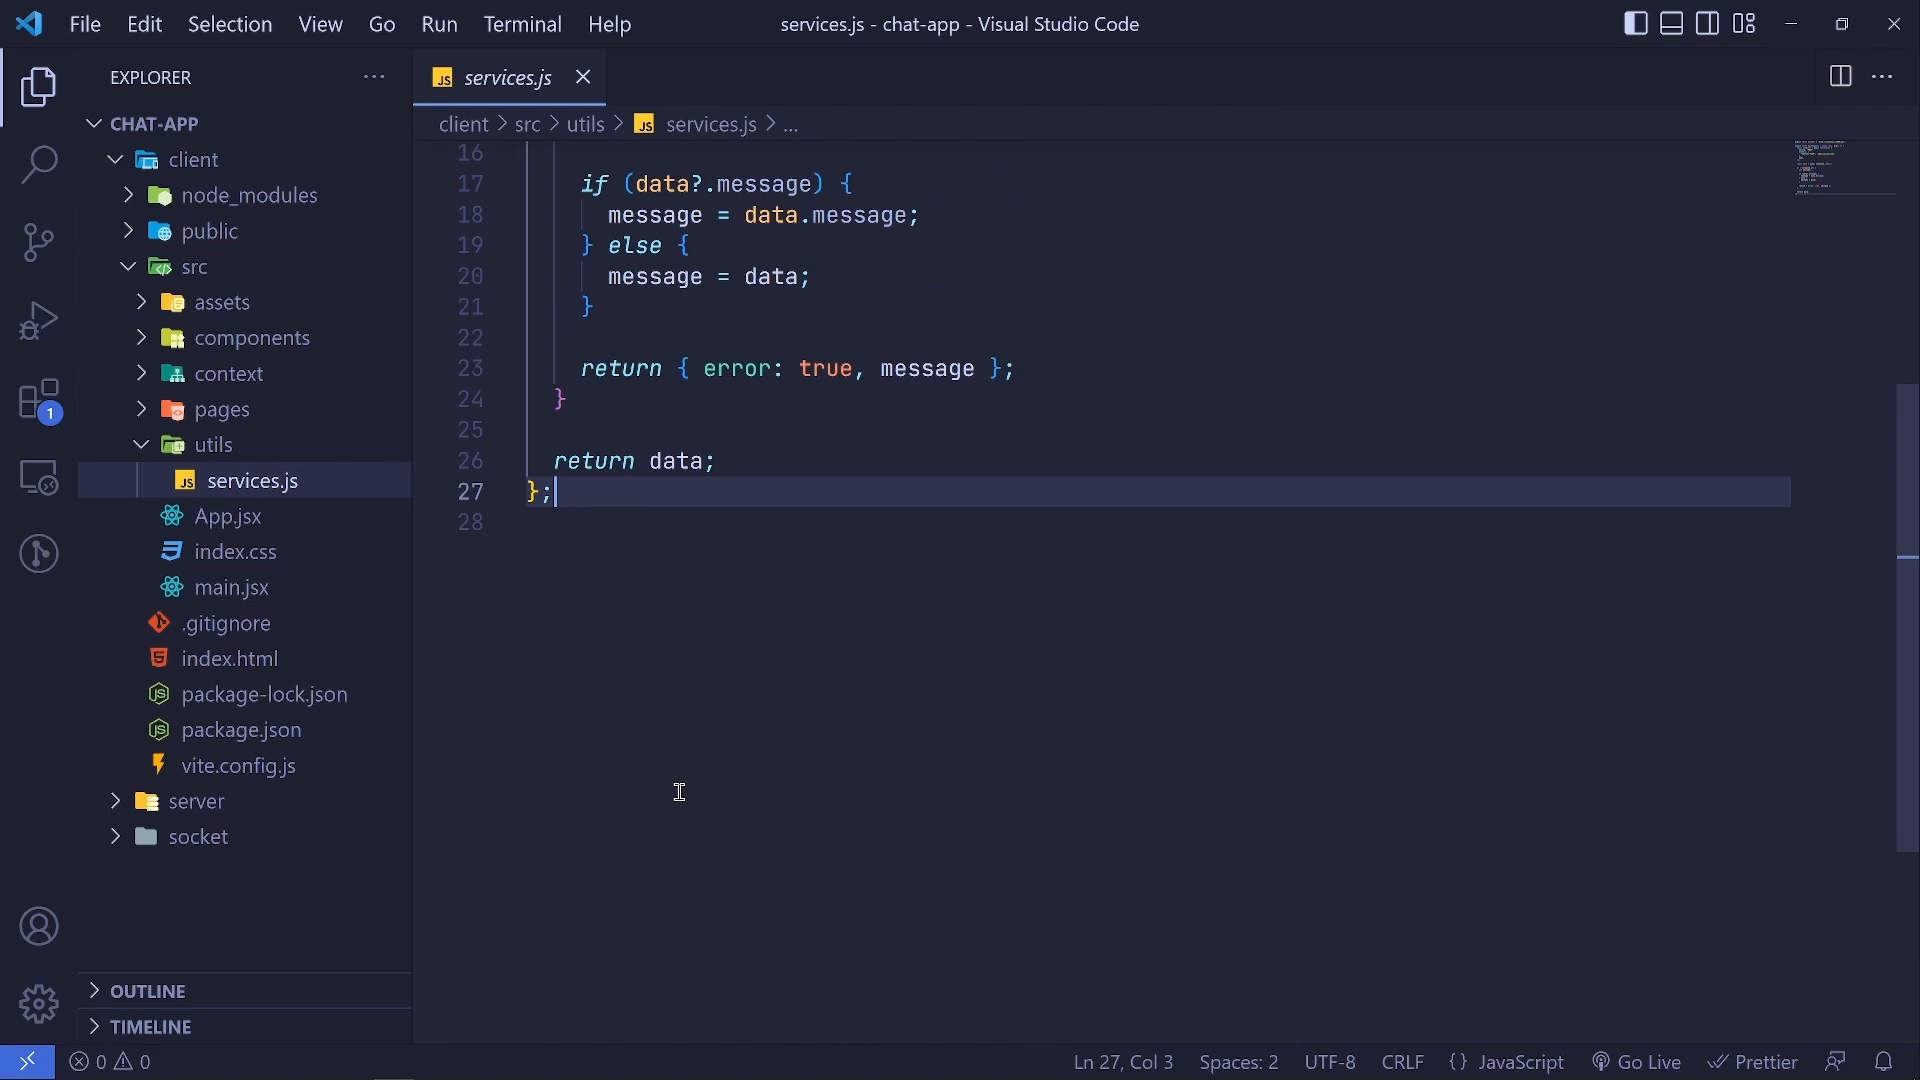 File Edit Selection View Go Run Terminal Help
services.js - chat-app - Visual Studio Code
EXPLORER
CHAT-APP
client
node_modules
public
src
assets
components
context
pages
utils
JS services.js
App.jsx
index.css
main.jsx
.gitignore
index.html
package-lock.json
package.json
vite.config.js
server
socket
OUTLINE
TIMELINE
1
JS services.js
client > src > utils > JS services.js > ...
16
17 if (data?.message) {
18 message = data.message;
19 } else {
20 message = data;
21 }
22
23 return { error: true, message };
24 }
25
26 return data;
27 };
28
0 0
Ln 27, Col 3 Spaces: 2 UTF-8 CRLF {} JavaScript Go Live Prettier